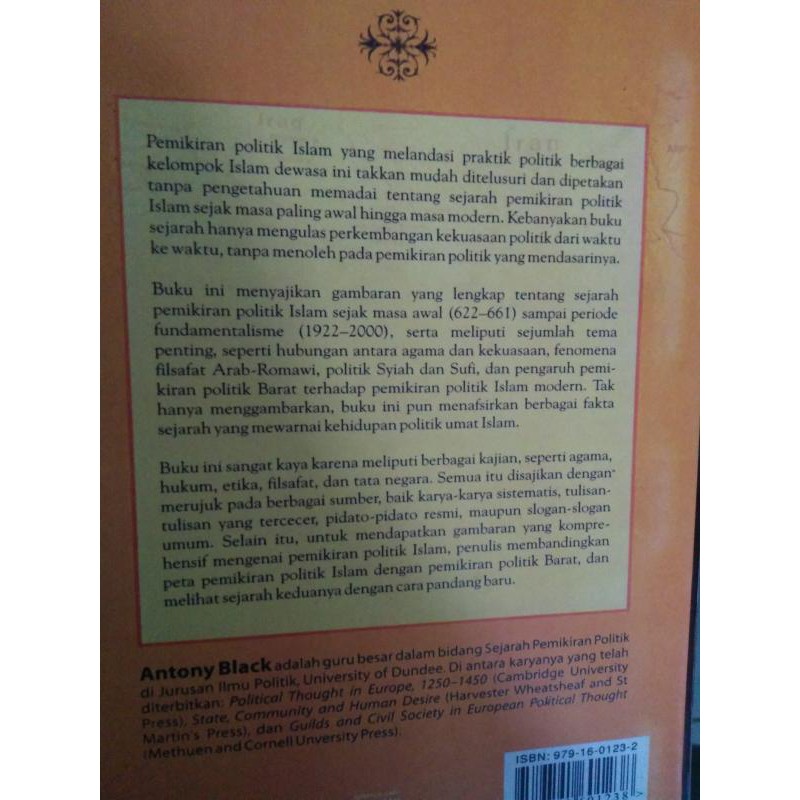 Pemikiran politik Islam yang melandasi praktik politik berbagai
kelompok Islam dewasa ini takkan mudah ditelusuri dan dipetakan
tanpa pengetahuan memadai tentang sejarah pemikiran politik
Islam sejak masa paling awal hingga masa modern. Kebanyakan buku
sejarah hanya mengulas perkembangan kekuasaan politik dari waktu
ke waktu, tanpa menoleh pada pemikiran politik yang mendasarinya.
Buku ini menyajikan gambaran yang lengkap tentang sejarah
pemikiran politik Islam sejak masa awal (622–661) sampai periode
fundamentalisme (1922–2000), serta meliputi sejumlah tema
penting, seperti hubungan antara agama dan kekuasaan, fenomena
filsafat Arab-Romawi, politik Syiah dan Sufi, dan pengaruh pemi-
kiran politik Barat terhadap pemikiran politik Islam modern. Tak
hanya menggambarkan, buku ini pun menafsirkan berbagai fakta
sejarah yang mewarnai kehidupan politik umat Islam.
Buku ini sangat kaya karena meliputi berbagai kajian, seperti agama,
hukum, etika, filsafat, dan tata negara. Semua itu disajikan dengan
merujuk pada berbagai sumber, baik karya-karya sistematis, tulisan-
tulisan yang tercecer, pidato-pidato resmi, maupun slogan-slogan
umum. Selain itu, untuk mendapatkan gambaran yang kompre-
hensif mengenai pemikiran politik Islam, penulis membandingkan
peta pemikiran politik Islam dengan pemikiran politik Barat, dan
melihat sejarah keduanya dengan cara pandang baru.
Antony Black adalah guru besar dalam bidang Sejarah Pemikiran Politik
di Jurusan Ilmu Politik, University of Dundee. Di antara karyanya yang telah
diterbitkan: Political Thought in Europe, 1250–1450 (Cambridge University
Press), State, Community and Human Desire (Harvester Wheatsheaf and St
Martin's Press), dan Guilds and Civil Society in European Political Thought
(Methuen and Cornell Unversity Press).
ISBN: 979-16-0123-2